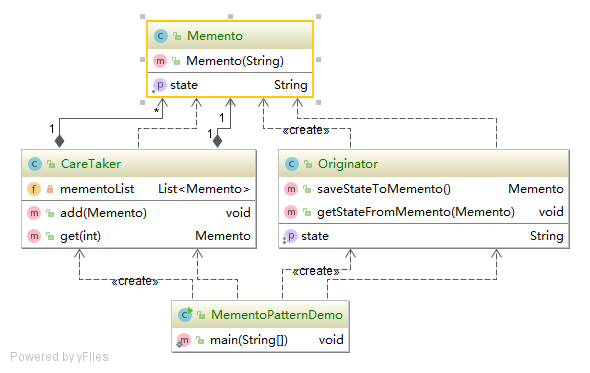 C Memento
m Memento(String)
p state String
1 * 1 «create»
C CareTaker
f mementoList List<Memento>
m add(Memento) void
m get(int) Memento
C Originator
m saveStateToMemento() Memento
m getStateFromMemento(Memento) void
p state String
«create» «create»
C MementoPatternDemo
m main(String[]) void
Powered by yFiles